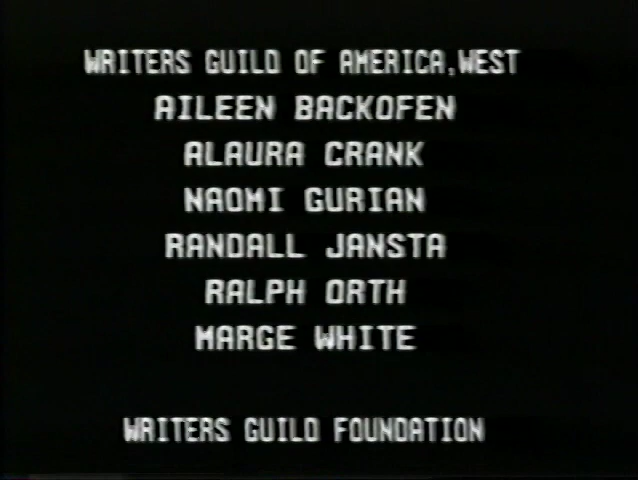 WRITERS GUILD OF AMERICA,WEST
AILEEN BACKOFEN
ALAURA CRANK
NAOMI GURIAN
RANDALL JANSTA
RALPH ORTH
MARGE WHITE
WRITERS GUILD FOUNDATION